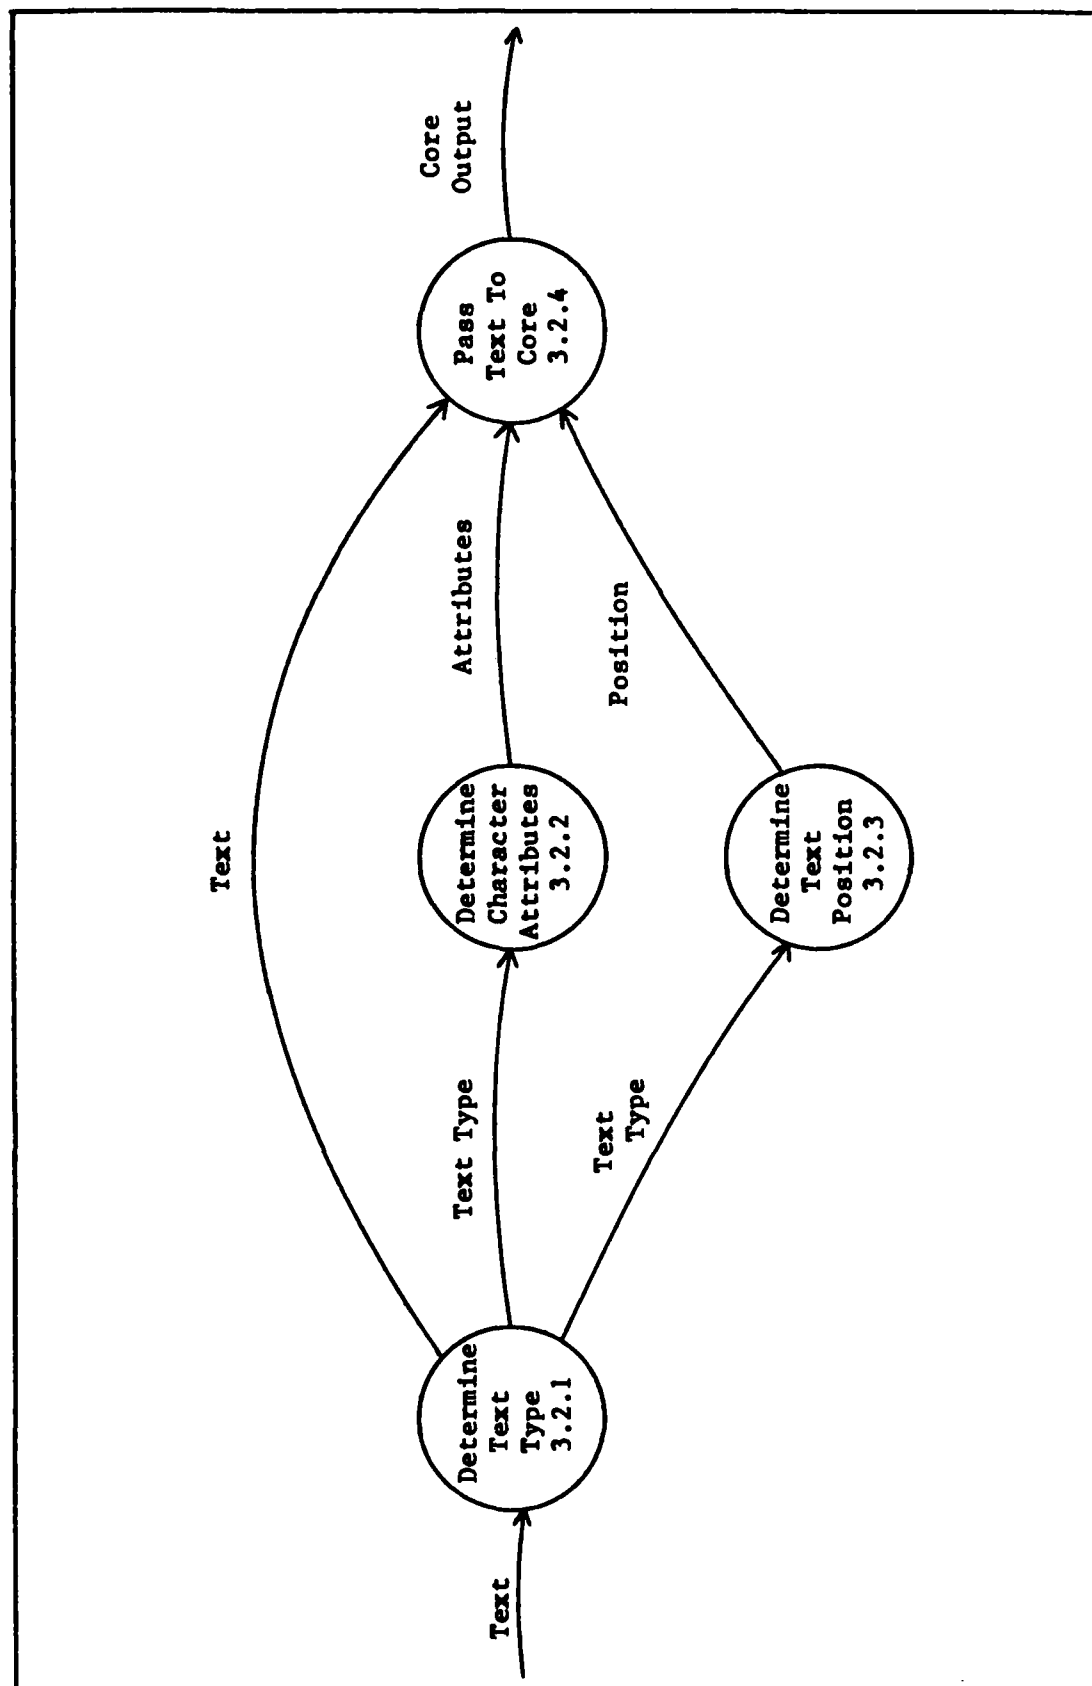 Text
Determine
Text
Type
3.2.1
Text
Text Type
Text
Type
Determine
Character
Attributes
3.2.2
Determine
Text
Position
3.2.3
Attributes
Position
Pass
Text To
Core
3.2.4
Core
Output